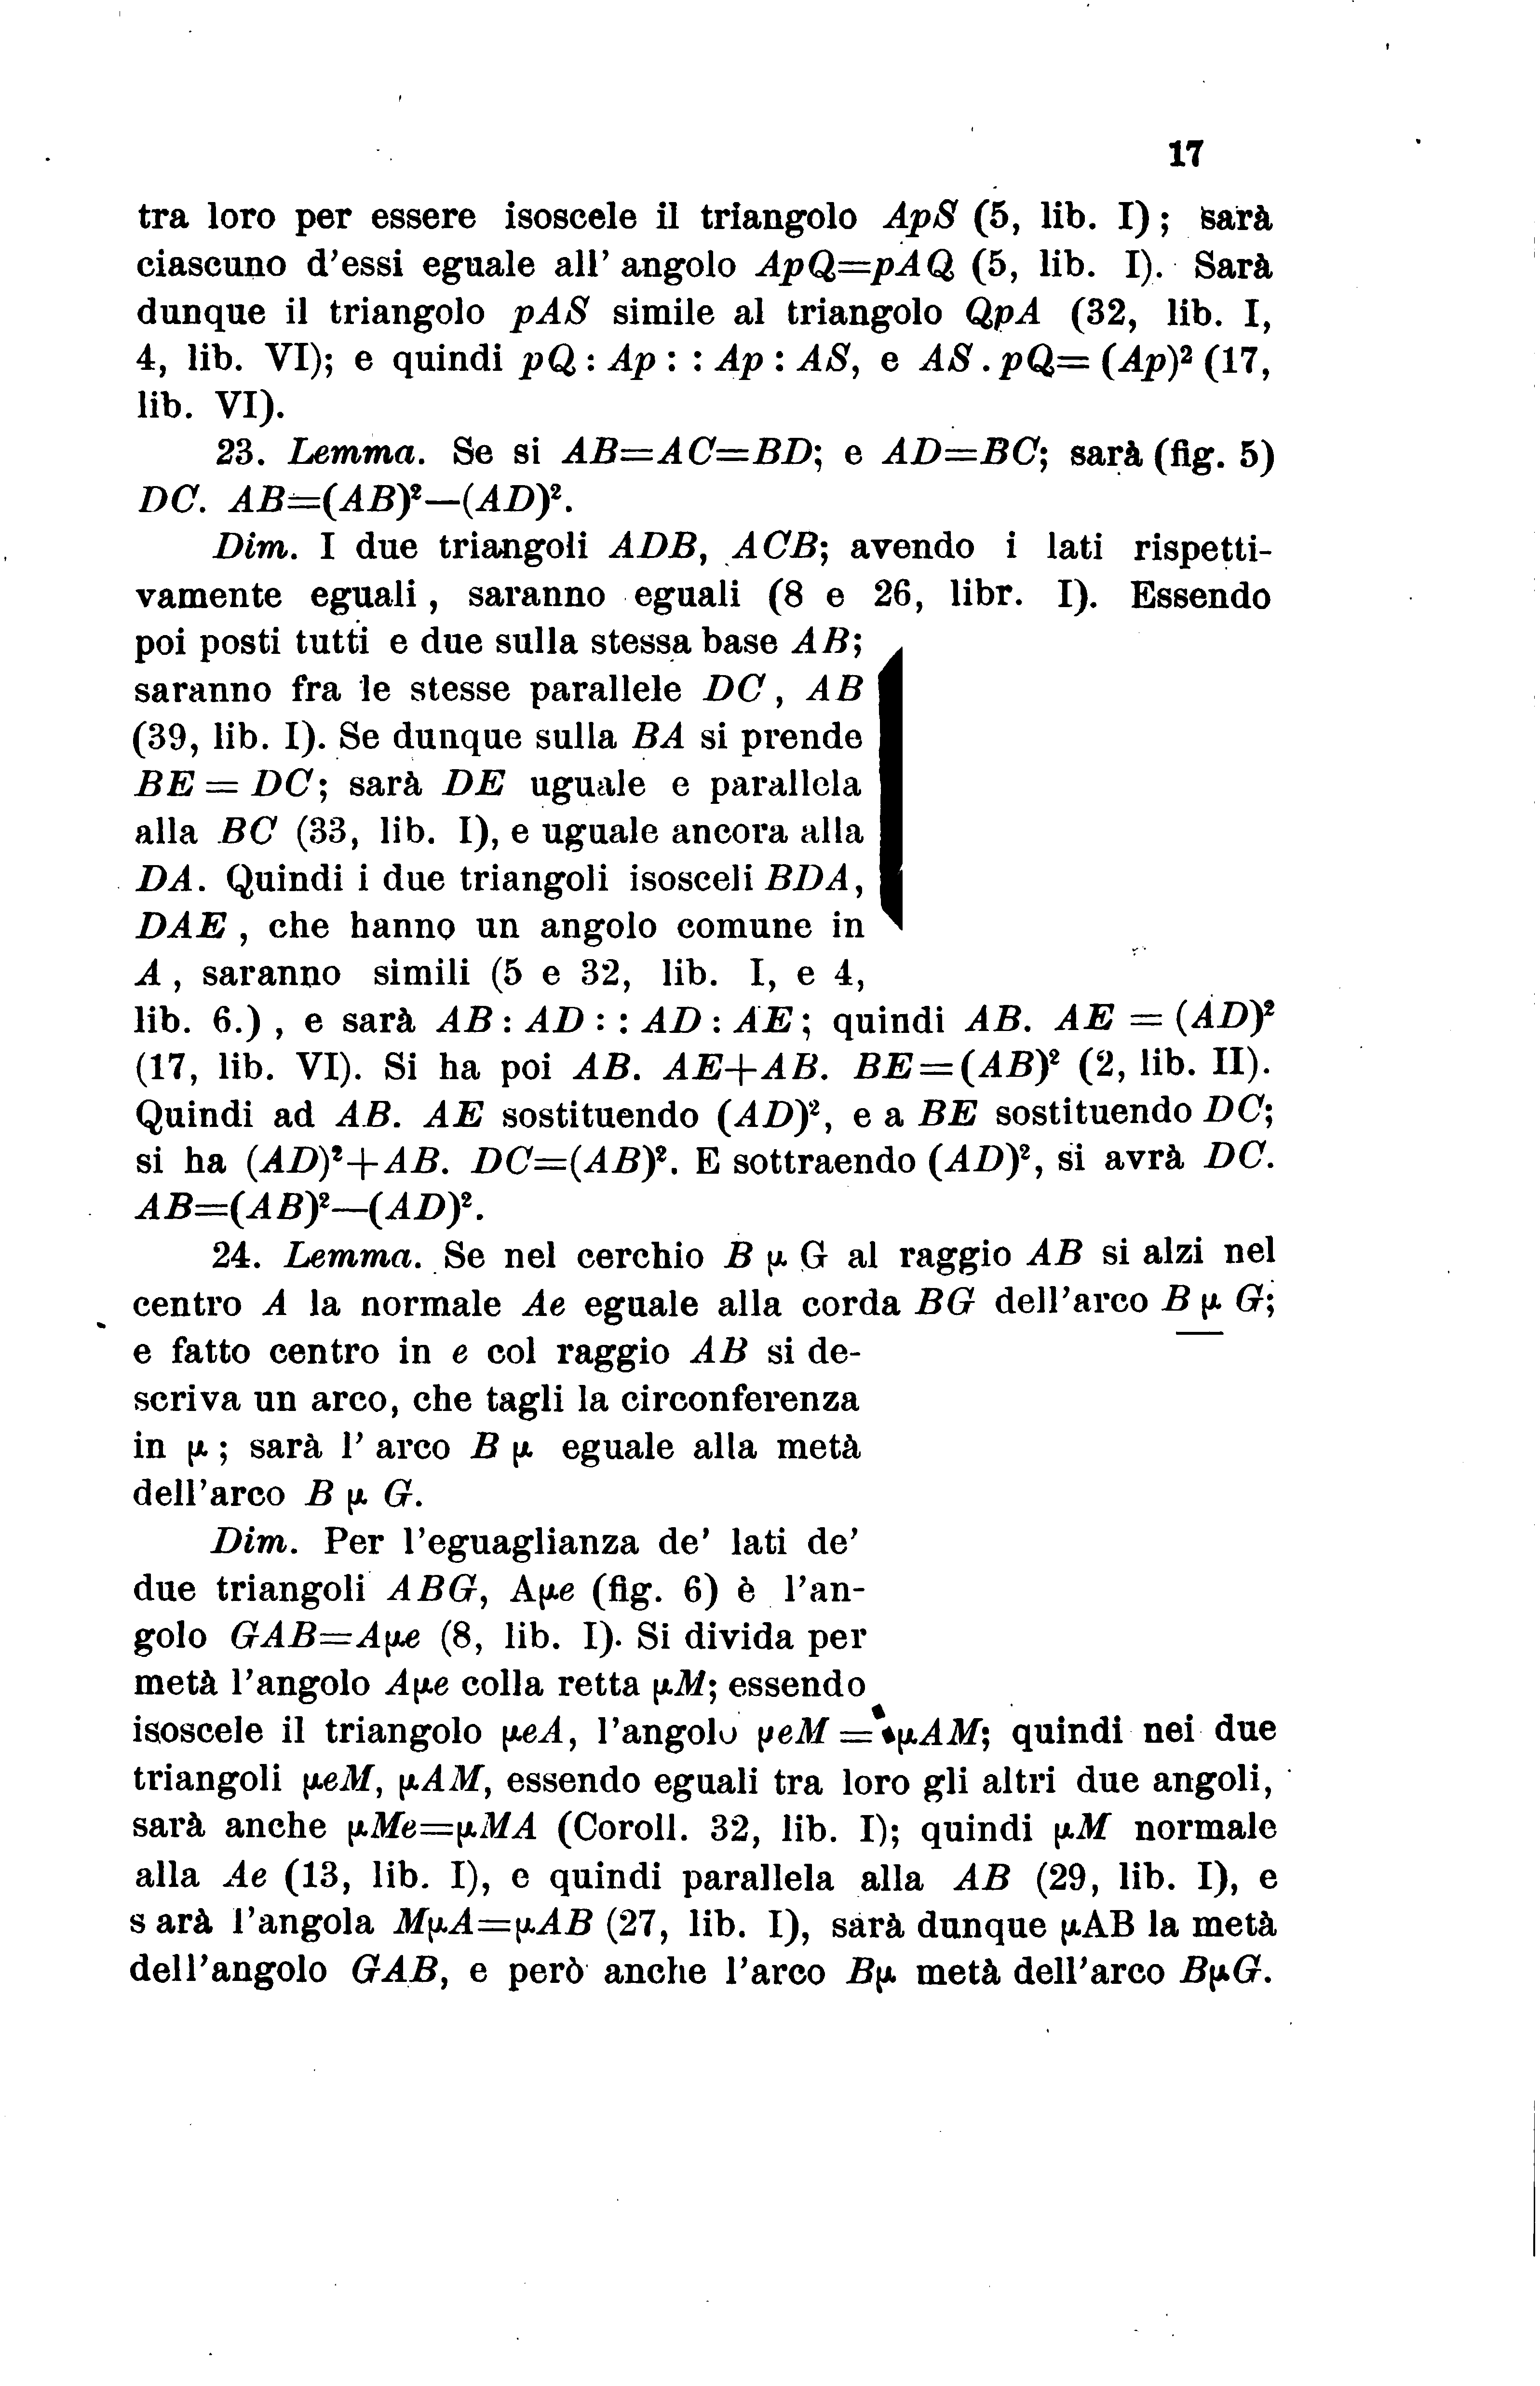 17
tra loro per essere isoscele il triangolo ApS (5, lib. I); sarà
ciascuno d'essi eguale all' angolo ApQ=pAQ (5, lib. I). Sarà
dunque il triangolo pAS simile al triangolo QpA (32, lib. I,
4, lib. VI); e quindi pQ : Ap : : Ap : AS, e AS . pQ= (Ap)² (17,
lib. VI).
23. Lemma. Se si AB=AC=BD; e AD=BC; sarà (fig. 5)
DC. AB=(AB)²—(AD)².
Dim. I due triangoli ADB, ACB; avendo i lati rispetti-
vamente eguali, saranno eguali (8 e 26, libr. I). Essendo
poi posti tutti e due sulla stessa base AB;
saranno fra le stesse parallele DC, AB
(39, lib. I). Se dunque sulla BA si prende
BE = DC; sarà DE uguale e parallela
alla BC (33, lib. I), e uguale ancora alla
DA. Quindi i due triangoli isosceli BDA,
DAE, che hanno un angolo comune in
A, saranno simili (5 e 32, lib. I, e 4,
lib. 6.), e sarà AB : AD : : AD : AE; quindi AB. AE = (AD)²
(17, lib. VI). Si ha poi AB. AE+AB. BE=(AB)² (2, lib. II).
Quindi ad AB. AE sostituendo (AD)², e a BE sostituendo DC;
si ha (AD)²+AB. DC=(AB)². E sottraendo (AD)², si avrà DC.
AB=(AB)²—(AD)².
24. Lemma. Se nel cerchio B μ G al raggio AB si alzi nel
centro A la normale Ae eguale alla corda BG dell'arco B μ G;
e fatto centro in e col raggio AB si de-
scriva un arco, che tagli la circonferenza
in μ; sarà l' arco B μ eguale alla metà
dell'arco B μ G.
Dim. Per l'eguaglianza de' lati de'
due triangoli ABG, Aμe (fig. 6) è l'an-
golo GAB=Aμe (8, lib. I). Si divida per
metà l'angolo Aμe colla retta μM; essendo
isoscele il triangolo μeA, l'angolo μeM = μAM; quindi nei due
triangoli μeM, μAM, essendo eguali tra loro gli altri due angoli,
sarà anche μMe=μMA (Coroll. 32, lib. I); quindi μM normale
alla Ae (13, lib. I), e quindi parallela alla AB (29, lib. I), e
s arà l'angola MμA=μAB (27, lib. I), sarà dunque μAB la metà
dell'angolo GAB, e però anche l'arco Bμ metà dell'arco BμG.